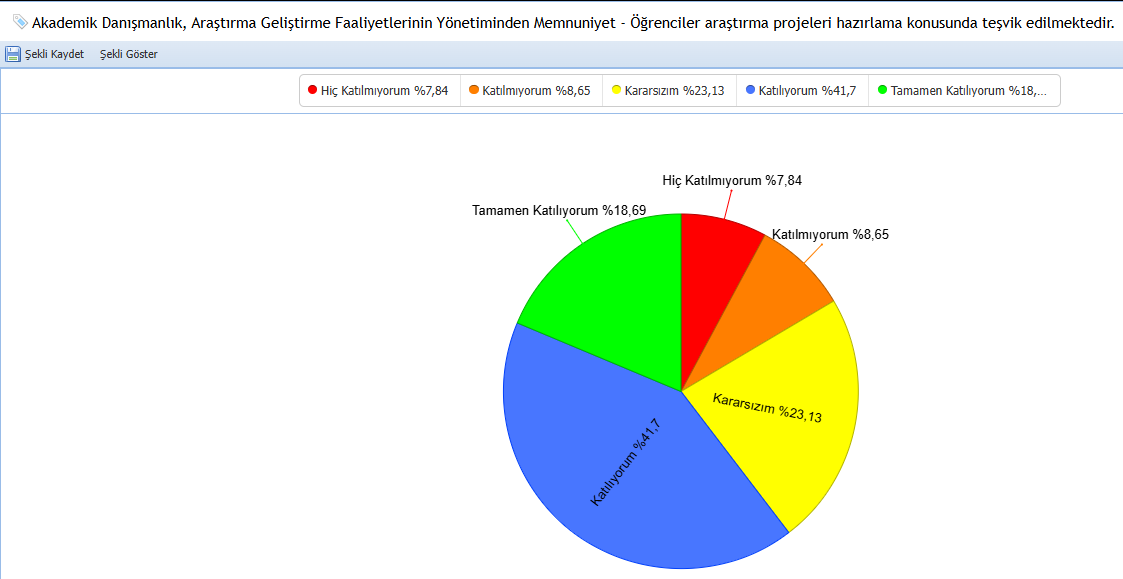 Akademik Danışmanlık, Araştırma Geliştirme Faaliyetlerinin Yönetiminden Memnuniyet - Öğrenciler araştırma projeleri hazırlama konusunda teşvik edilmektedir.
Şekli Kaydet Şekli Göster
Hiç Katılmıyorum %7,84 Katılmıyorum %8,65 Kararsızım %23,13 Katılıyorum %41,7 Tamamen Katılıyorum %18,...
Hiç Katılmıyorum %7,84
Tamamen Katılıyorum %18,69
Katılmıyorum %8,65
Kararsızım %23,13
Katılıyorum %41,7